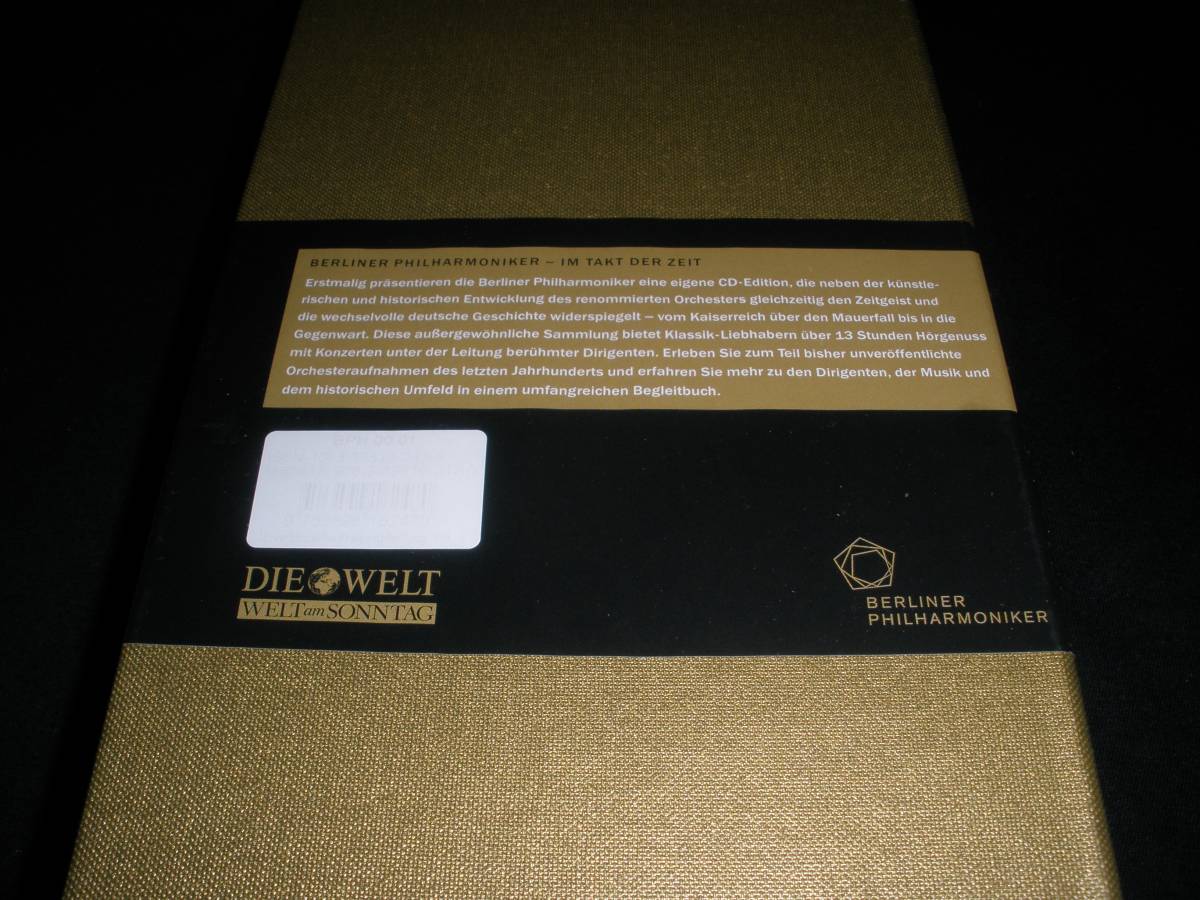 BERLINER PHILHARMONIKER – IM TAKT DER ZEIT
Erstmalig präsentieren die Berliner Philharmoniker eine eigene CD-Edition, die neben der künstle-
rischen und historischen Entwicklung des renommierten Orchesters gleichzeitig den Zeitgeist und
die wechselvolle deutsche Geschichte widerspiegelt – vom Kaiserreich über den Mauerfall bis in die
Gegenwart. Diese außergewöhnliche Sammlung bietet Klassik-Liebhabern über 13 Stunden Hörgenuss
mit Konzerten unter der Leitung berühmter Dirigenten. Erleben Sie zum Teil bisher unveröffentlichte
Orchesteraufnahmen des letzten Jahrhunderts und erfahren Sie mehr zu den Dirigenten, der Musik und
dem historischen Umfeld in einem umfangreichen Begleitbuch.
DIE WELT
WELT am SONNTAG
BERLINER
PHILHARMONIKER